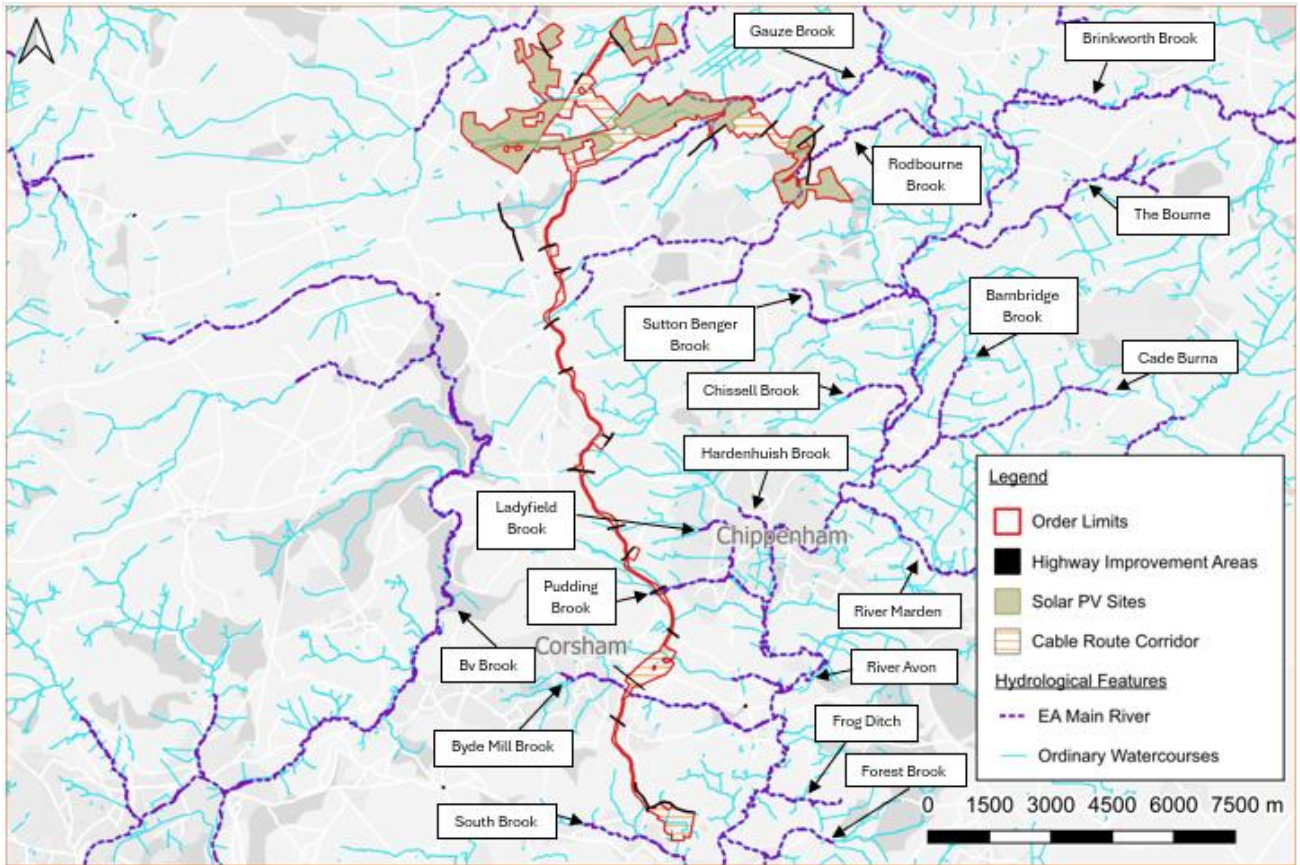 Gauze Brook
Brinkworth Brook
Rodbourne
Brook
The Bourne
Sutton Benger
Brook
Bambridge
Brook
Cade Burna
Chissell Brook
Hardenhuish Brook
Ladyfield
Brook
Chippenham
Pudding
Brook
River Marden
Corsham
Bv Brook
River Avon
Byde Mill Brook
Frog Ditch
Forest Brook
South Brook
Legend
Order Limits
Highway Improvement Areas
Solar PV Sites
Cable Route Corridor
Hydrological Features
EA Main River
Ordinary Watercourses
0 1500 3000 4500 6000 7500 m